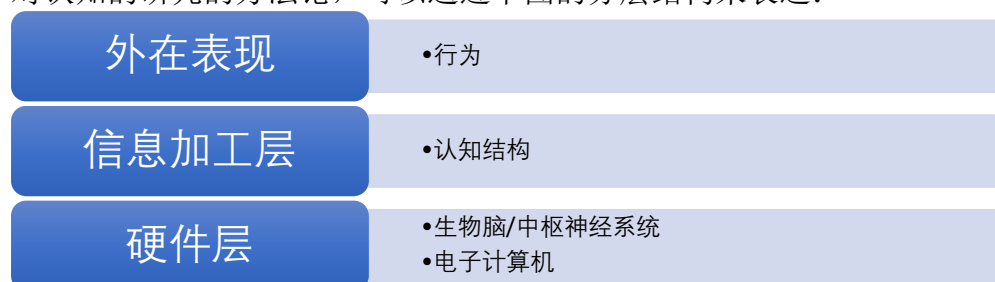 外在表现
•行为
信息加工层
•认知结构
硬件层
•生物脑/中枢神经系统
•电子计算机